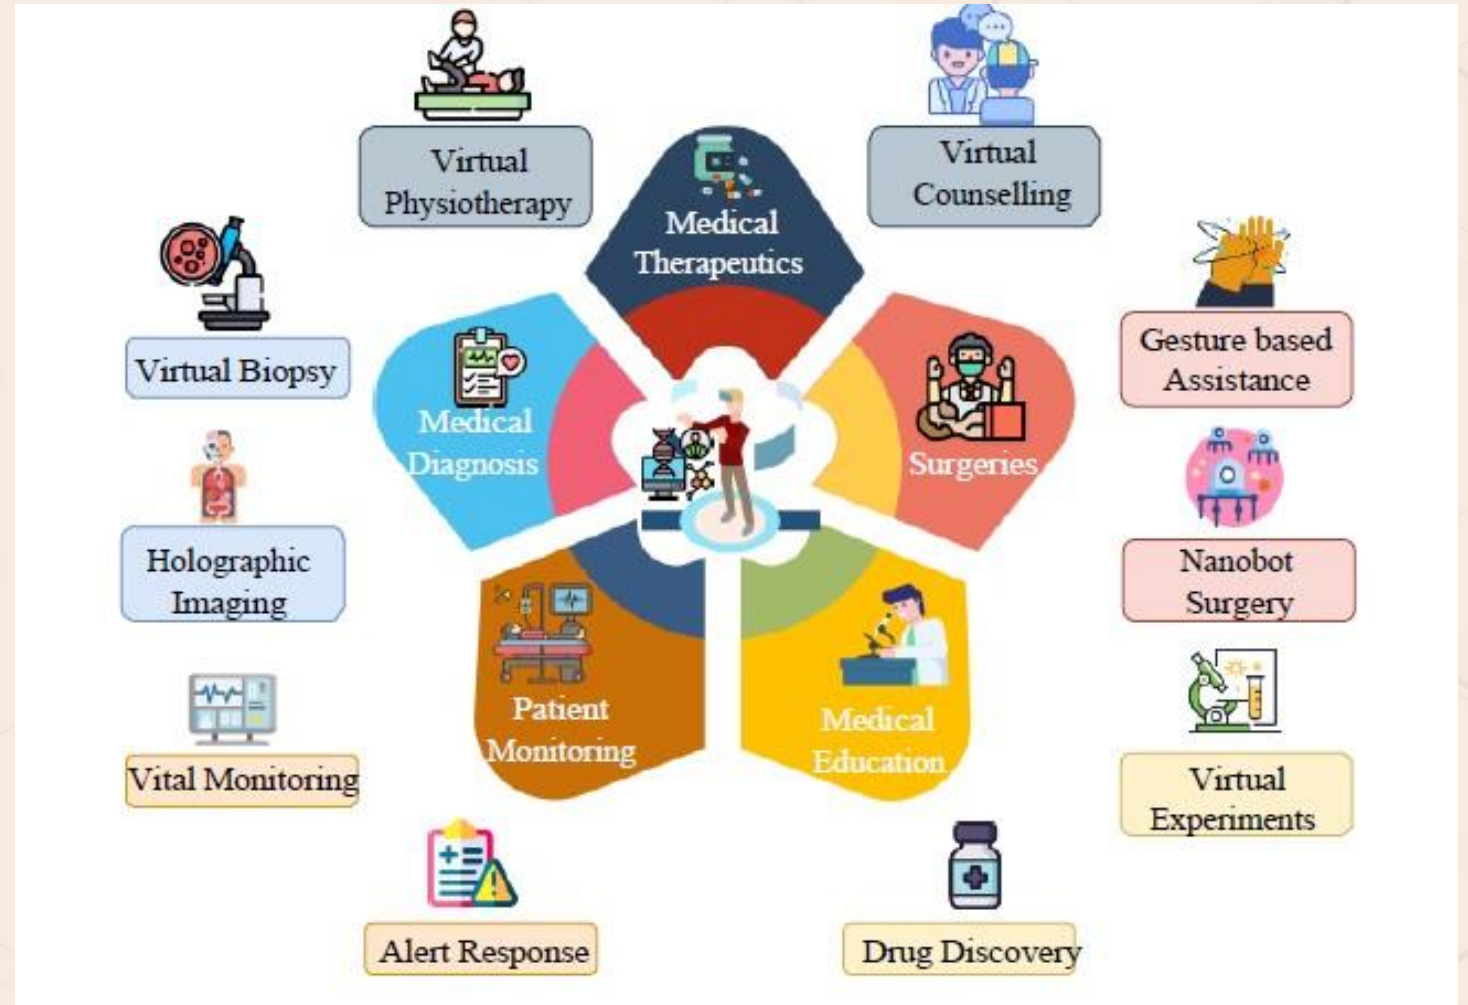 Virtual
Physiotherapy
Virtual
Counselling
Medical
Therapeutics
Virtual Biopsy
Gesture based
Assistance
Medical
Diagnosis
Surgeries
Holographic
Imaging
Nanobot
Surgery
Patient
Monitoring
Medical
Education
Vital Monitoring
Virtual
Experiments
Alert Response
Drug Discovery